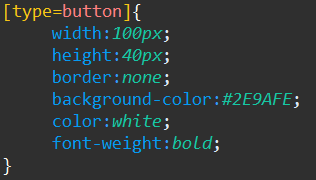 [type=button]{
width:100px;
height:40px;
border:none;
background-color:#2E9AFE;
color:white;
font-weight:bold;
}